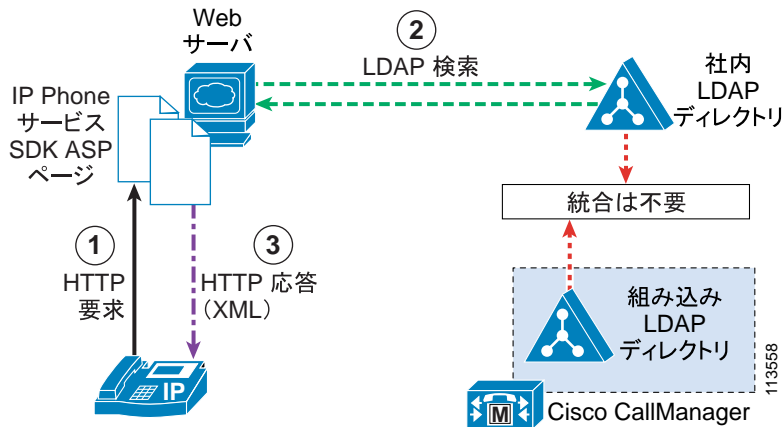 Web
サーバ
②
LDAP 検索
社内
LDAP
ディレクトリ
IP Phone
サービス
SDK ASP
ページ
統合は不要
①
HTTP
要求
③
HTTP 応答
（XML）
組み込み
LDAP
ディレクトリ
IP
M
Cisco CallManager
113558